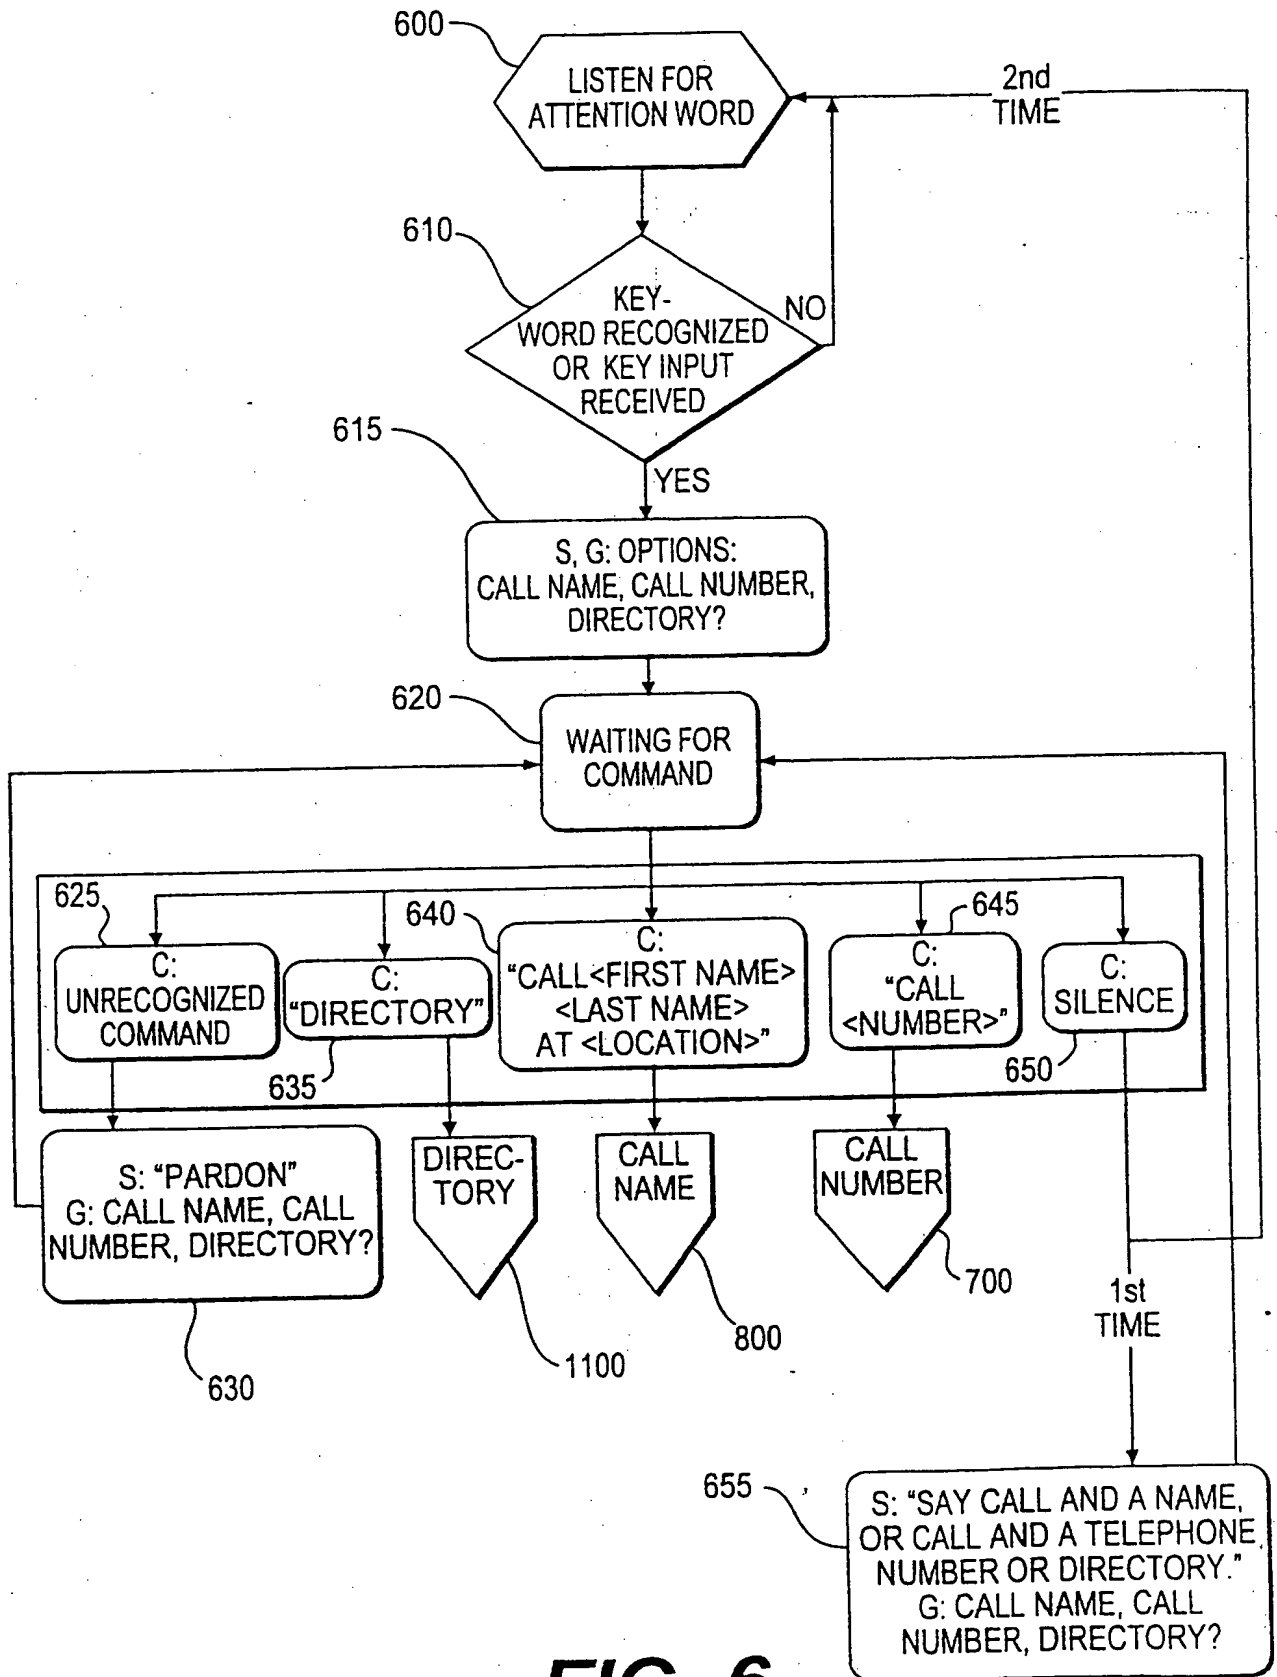 600
LISTEN FOR
ATTENTION WORD
2nd
TIME
610
KEY-
WORD RECOGNIZED
OR KEY INPUT
RECEIVED
NO
615
YES
S, G: OPTIONS:
CALL NAME, CALL NUMBER,
DIRECTORY?
620
WAITING FOR
COMMAND
625
C:
UNRECOGNIZED
COMMAND
C:
"DIRECTORY"
635
640
C:
"CALL<FIRST NAME>
<LAST NAME>
AT <LOCATION>"
645
C:
"CALL
<NUMBER>"
C:
SILENCE
650
S: "PARDON"
G: CALL NAME, CALL
NUMBER, DIRECTORY?
630
DIREC-
TORY
1100
CALL
NAME
800
CALL
NUMBER
700
1st
TIME
655
S: "SAY CALL AND A NAME,
OR CALL AND A TELEPHONE
NUMBER OR DIRECTORY."
G: CALL NAME, CALL
NUMBER, DIRECTORY?
FIG. 6